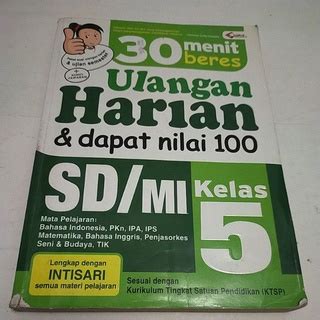 30 menit
beres
Ulangan
Harian
& dapat nilai 100
SD/MI Kelas
5
Mata Pelajaran:
Bahasa Indonesia, PKn, IPA, IPS
Matematika, Bahasa Inggris, Penjasorkes
Seni & Budaya, TIK
Lengkap dengan
INTISARI
semua materi pelajaran
Sesuai dengan
Kurikulum Tingkat Satuan Pendidikan (KTSP)